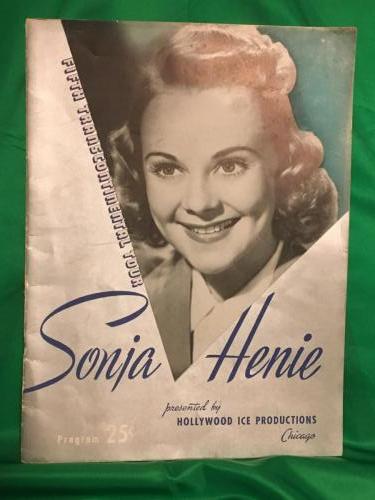 FIFTH TRANSCONTINENTAL TOUR
Sonja Henie
presented by
HOLLYWOOD ICE PRODUCTIONS
Chicago
Program 25¢